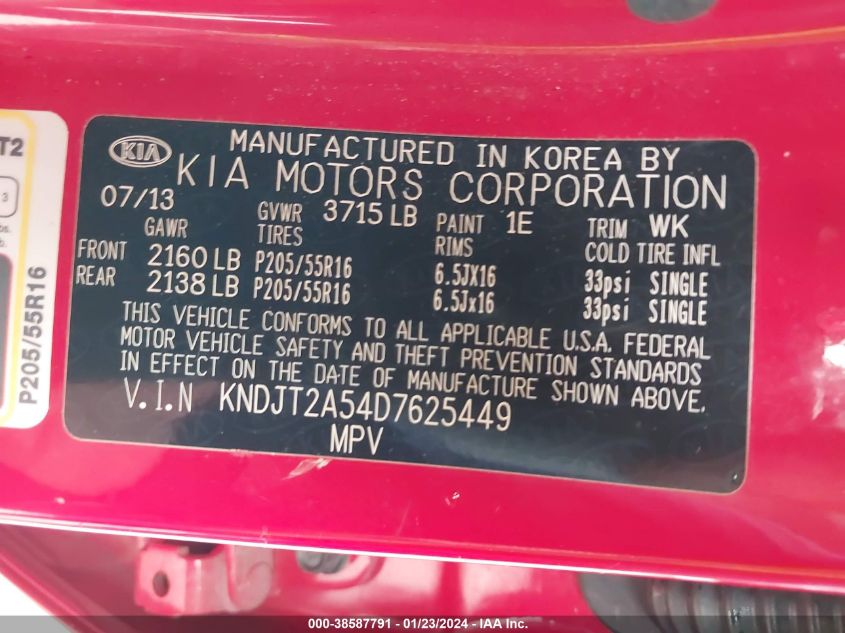 KIA
MANUFACTURED IN KOREA BY
KIA MOTORS CORPORATION
07/13 GVWR 3715 LB PAINT 1E TRIM WK
GAWR TIRES RIMS COLD TIRE INFL
FRONT 2160 LB P205/55R16 6.5JX16 33psi SINGLE
REAR 2138 LB P205/55R16 6.5Jx16 33psi SINGLE
THIS VEHICLE CONFORMS TO ALL APPLICABLE U.S.A. FEDERAL
MOTOR VEHICLE SAFETY AND THEFT PREVENTION STANDARDS
IN EFFECT ON THE DATE OF MANUFACTURE SHOWN ABOVE.
V.I.N KNDJT2A54D7625449
MPV
T2
3
P205/55R16
000-38587791 - 01/23/2024 - IAA Inc.